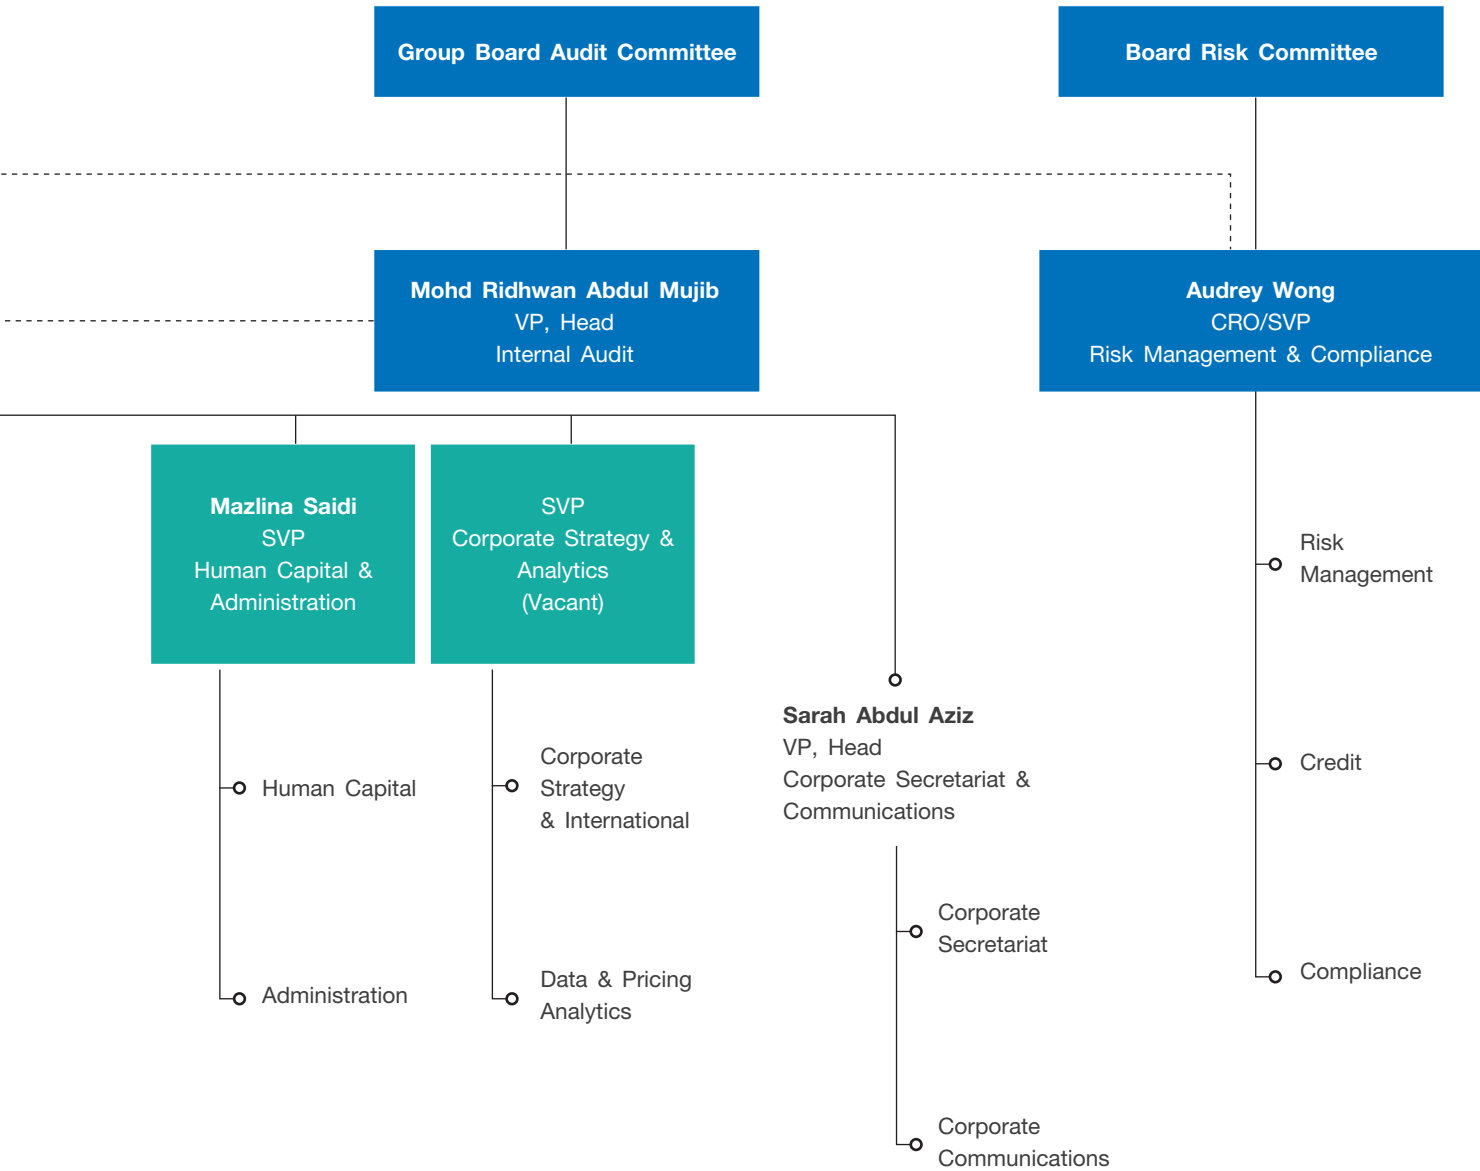 Group Board Audit Committee
Board Risk Committee
Mohd Ridhwan Abdul Mujib
VP, Head
Internal Audit
Audrey Wong
CRO/SVP
Risk Management & Compliance
Mazlina Saidi
SVP
Human Capital &
Administration
SVP
Corporate Strategy &
Analytics
(Vacant)
Human Capital
Administration
Corporate
Strategy
& International
Data & Pricing
Analytics
Sarah Abdul Aziz
VP, Head
Corporate Secretariat &
Communications
Corporate
Secretariat
Corporate
Communications
Risk
Management
Credit
Compliance